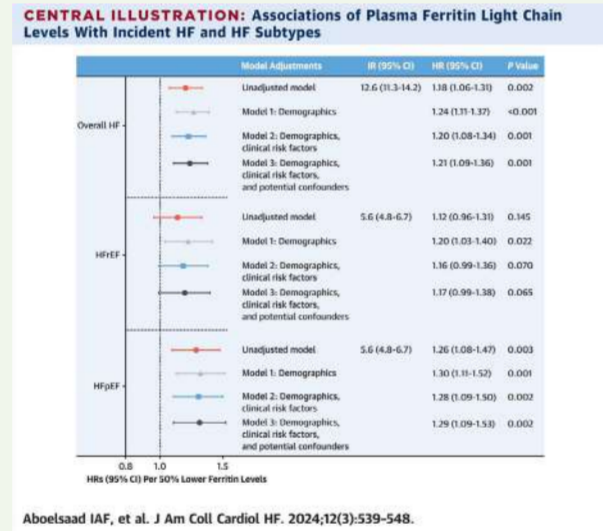 CENTRAL ILLUSTRATION: Associations of Plasma Ferritin Light Chain
Levels With Incident HF and HF Subtypes
Model Adjustments IR (95% CI) HR (95% CI) P Value
Overall HF
Unadjusted model 12.6 (11.3-14.2) 1.18 (1.06-1.31) 0.002
Model 1: Demographics 1.24 (1.11-1.37) <0.001
Model 2: Demographics, 1.20 (1.08-1.34) 0.001
clinical risk factors
Model 3: Demographics, 1.21 (1.09-1.36) 0.001
clinical risk factors,
and potential confounders
HFrEF
Unadjusted model 5.6 (4.8-6.7) 1.12 (0.96-1.31) 0.145
Model 1: Demographics 1.20 (1.03-1.40) 0.022
Model 2: Demographics, 1.16 (0.99-1.36) 0.070
clinical risk factors
Model 3: Demographics, 1.17 (0.99-1.38) 0.065
clinical risk factors,
and potential confounders
HFpEF
Unadjusted model 5.6 (4.8-6.7) 1.26 (1.08-1.47) 0.003
Model 1: Demographics 1.30 (1.11-1.52) 0.001
Model 2: Demographics, 1.28 (1.09-1.50) 0.002
clinical risk factors
Model 3: Demographics, 1.29 (1.09-1.53) 0.002
clinical risk factors,
and potential confounders
0.8 1.0 1.5
HRs (95% CI) Per 50% Lower Ferritin Levels
Aboelsaad IAF, et al. J Am Coll Cardiol HF. 2024;12(3):539–548.